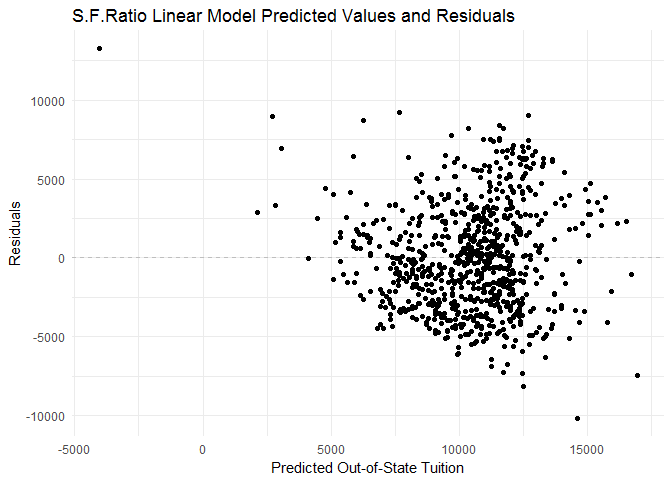 S.F.Ratio Linear Model Predicted Values and Residuals
10000
5000
0
-5000
-10000
Residuals
-5000 0 5000 10000 15000
Predicted Out-of-State Tuition